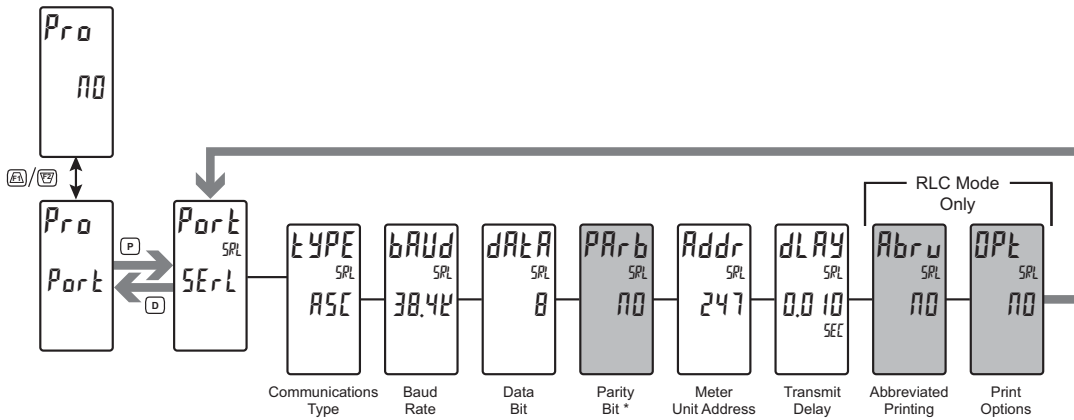 Pro
NO
F1/F2
Pro
Port
P
D
Port
SRL
SErL
tYPE
SRL
ASC
Communications
Type
bAUd
SRL
38.4K
Baud
Rate
dAtA
SRL
8
Data
Bit
PArb
SRL
NO
Parity
Bit *
Addr
SRL
247
Meter
Unit Address
dLAY
SRL
0.010
SEC
Transmit
Delay
RLC Mode
Only
Abru
SRL
NO
Abbreviated
Printing
OPt
SRL
NO
Print
Options